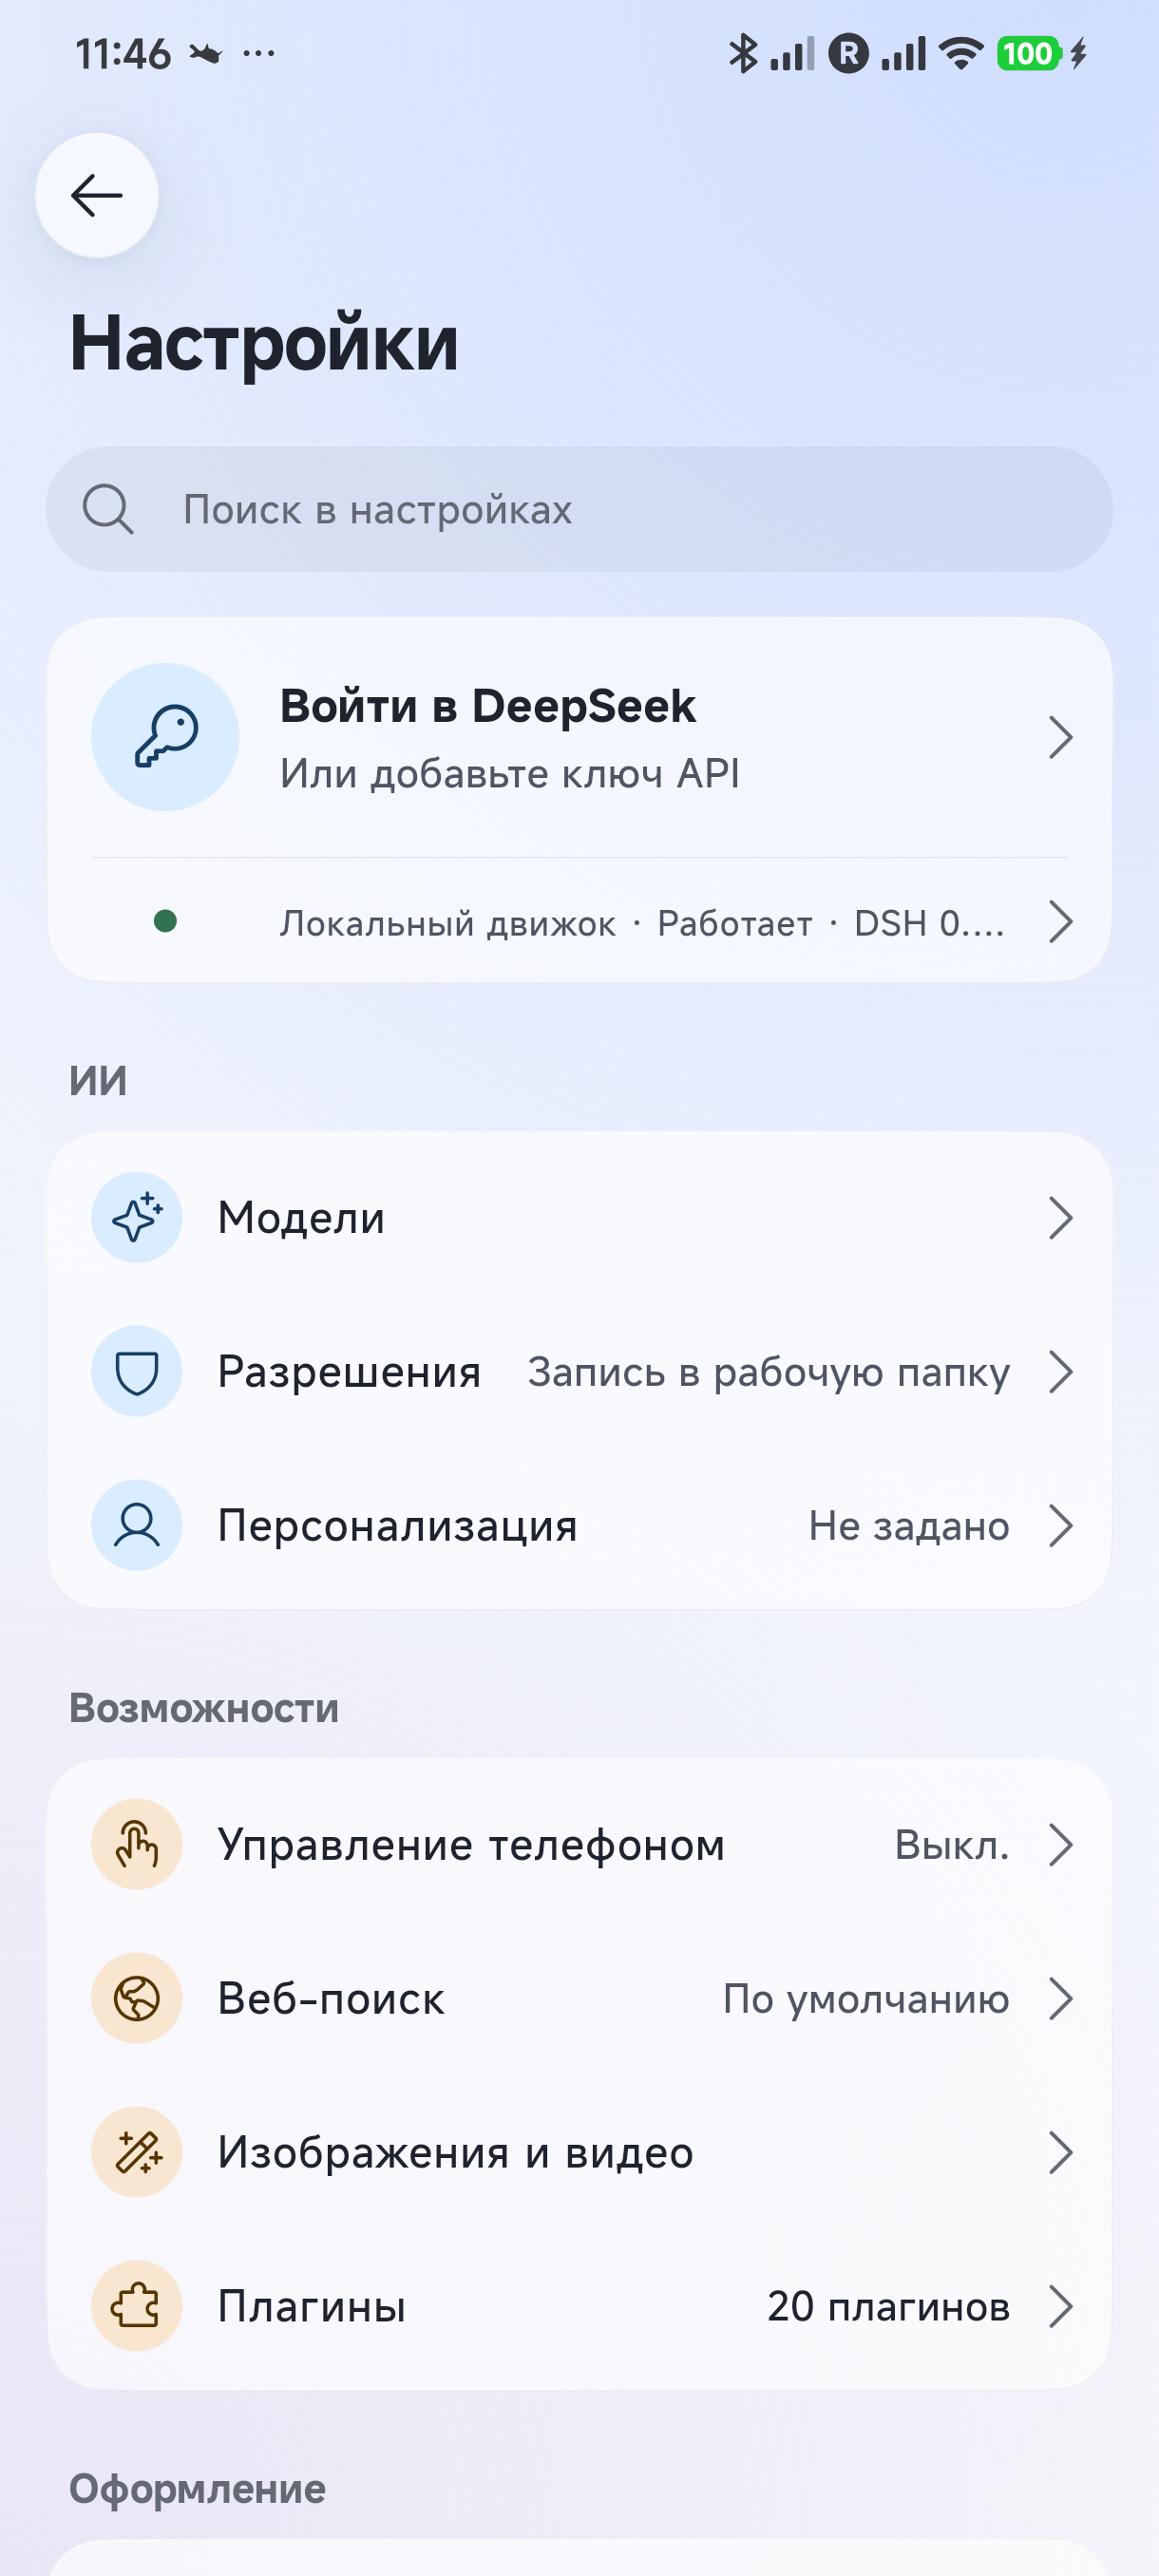 11:46 ... R 100
Настройки
Поиск в настройках
Войти в DeepSeek
Или добавьте ключ API
Локальный движок · Работает · DSH 0....
ИИ
Модели
Разрешения Запись в рабочую папку
Персонализация Не задано
Возможности
Управление телефоном Выкл.
Веб-поиск По умолчанию
Изображения и видео
Плагины 20 плагинов
Оформление